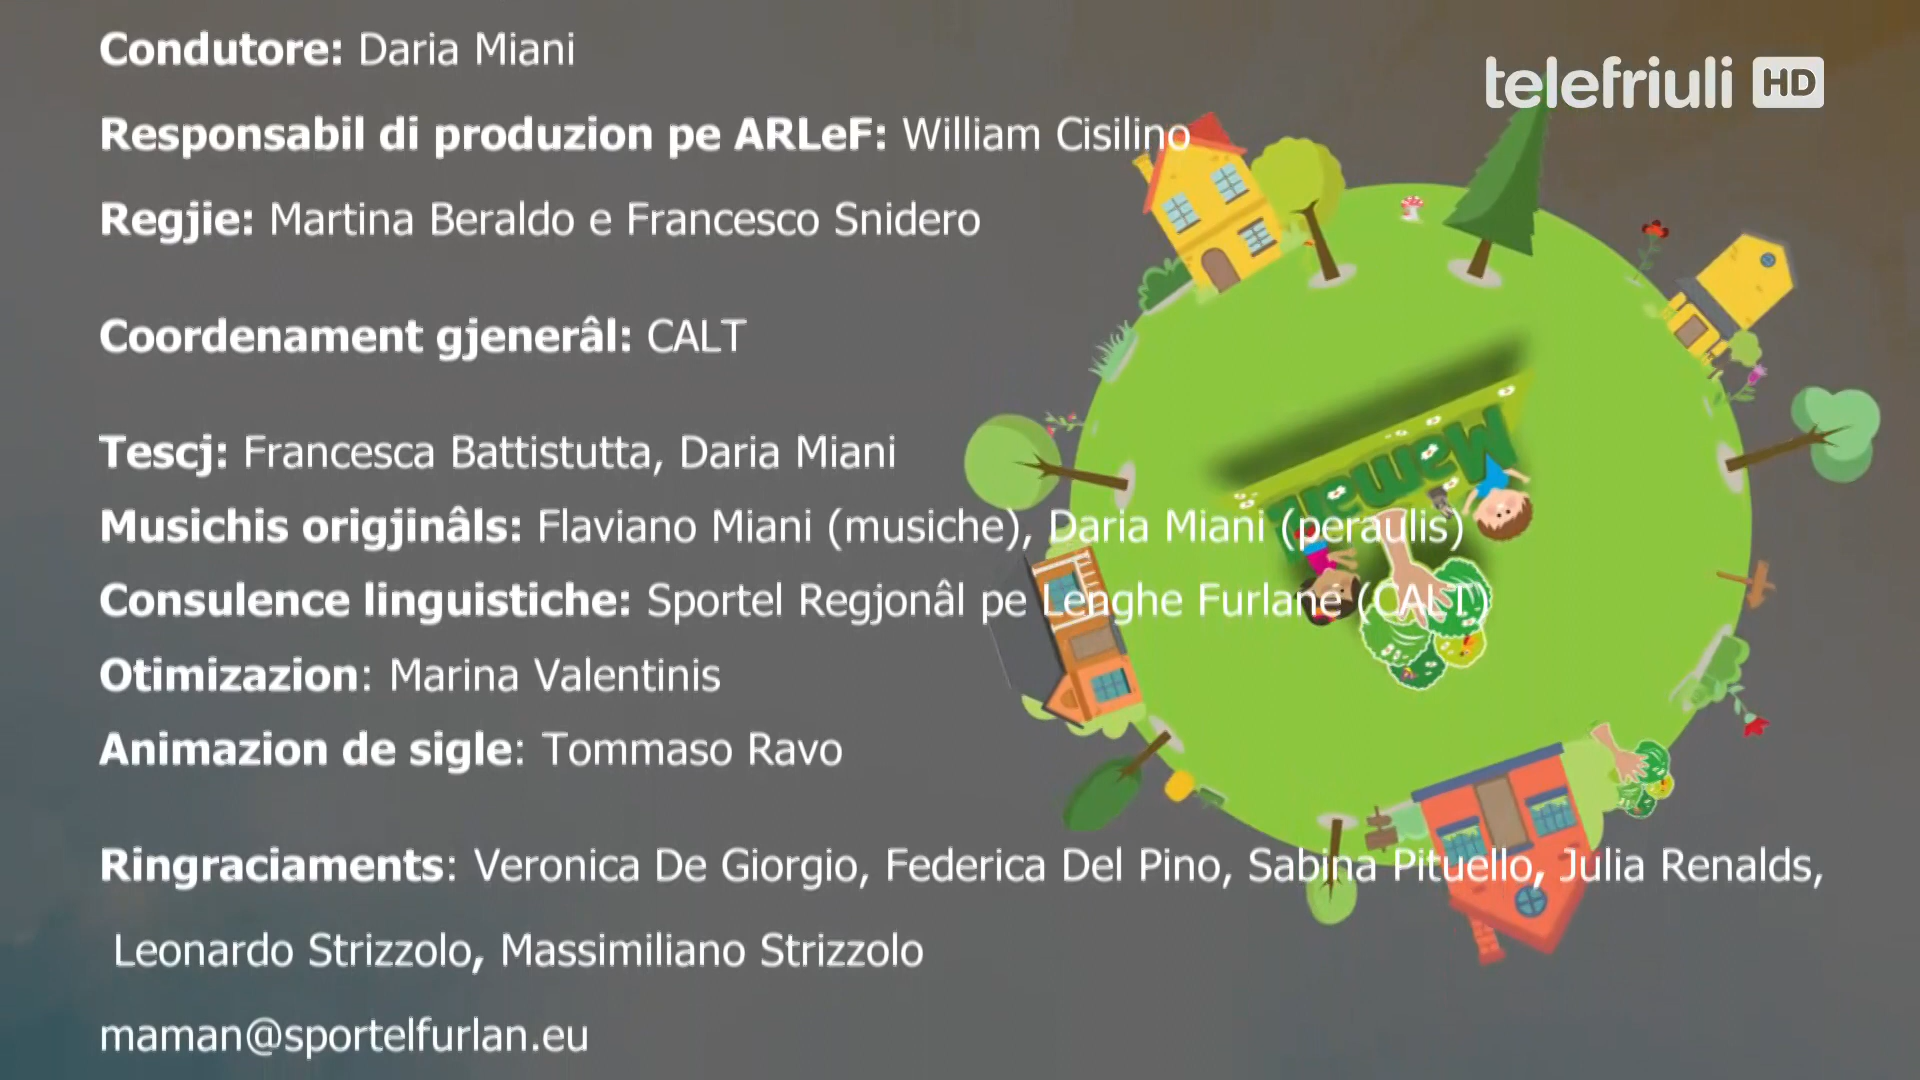 Condutore: Daria Miani
telefriuli HD
Responsabil di produzion pe ARLeF: William Cisilino
Regjie: Martina Beraldo e Francesco Snidero
Coordenament gjenerâl: CALT
Tescj: Francesca Battistutta, Daria Miani
Maman!
Musichis origjinâls: Flaviano Miani (musiche), Daria Miani (peraulis)
Consulence linguistiche: Sportel Regjonâl pe Lenghe Furlane (CALT)
Otimizazion: Marina Valentinis
Animazion de sigle: Tommaso Ravo
Ringraciaments: Veronica De Giorgio, Federica Del Pino, Sabina Pituello, Julia Renalds,
Leonardo Strizzolo, Massimiliano Strizzolo
maman@sportelfurlan.eu